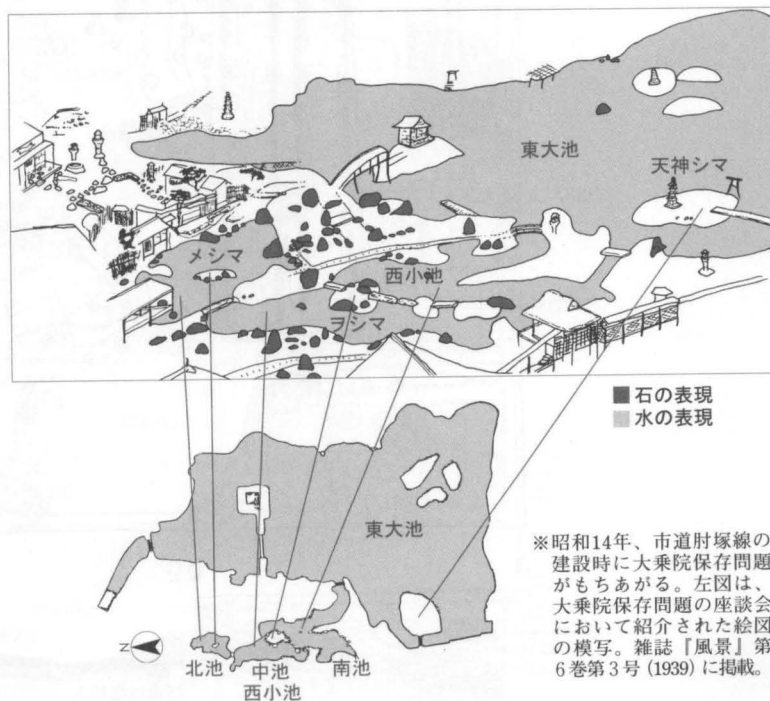 東大池
天神シマ
メシマ
西小池
ヲシマ
■石の表現
■水の表現
東大池
N
北池
中池
西小池
南池
※昭和14年、市道肘塚線の
建設時に大乗院保存問題
がもちあがる。左図は、
大乗院保存問題の座談会
において紹介された絵図
の模写。雑誌『風景』第
6巻第3号 (1939) に掲載。